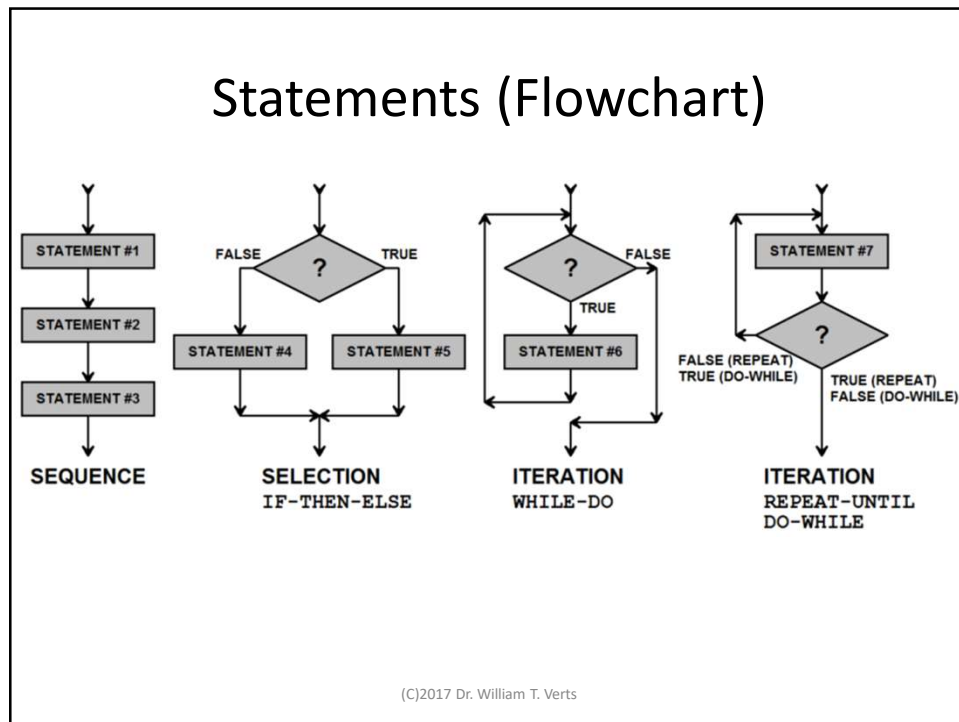 Statements (Flowchart)
STATEMENT #1
STATEMENT #2
STATEMENT #3
SEQUENCE
FALSE
?
TRUE
STATEMENT #4
STATEMENT #5
SELECTION
IF-THEN-ELSE
?
FALSE
TRUE
STATEMENT #6
ITERATION
WHILE-DO
STATEMENT #7
?
FALSE (REPEAT)
TRUE (DO-WHILE)
TRUE (REPEAT)
FALSE (DO-WHILE)
ITERATION
REPEAT-UNTIL
DO-WHILE
(C)2017 Dr. William T. Verts